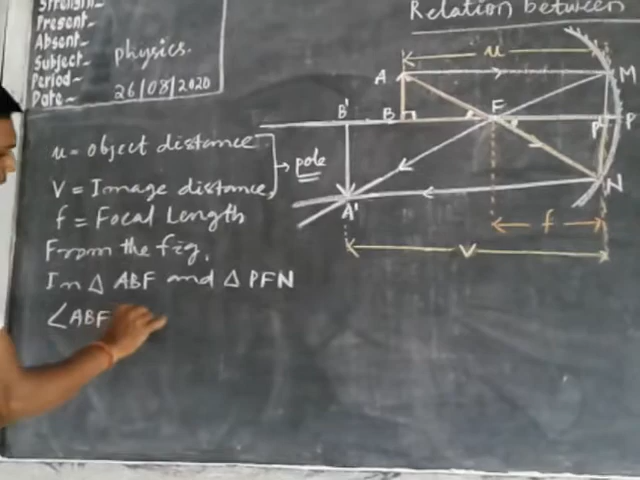 Strength-
Present-
Absent-
Subject- Physics.
Period-
Date- 26/08/2020
Relation between
u
A
M
B'
B
F
P
P
N
A'
f
v
u = object distance
V = Image distance
pole
f = Focal Length
From the fig,
In △ ABF and △ PFN
∠ABF